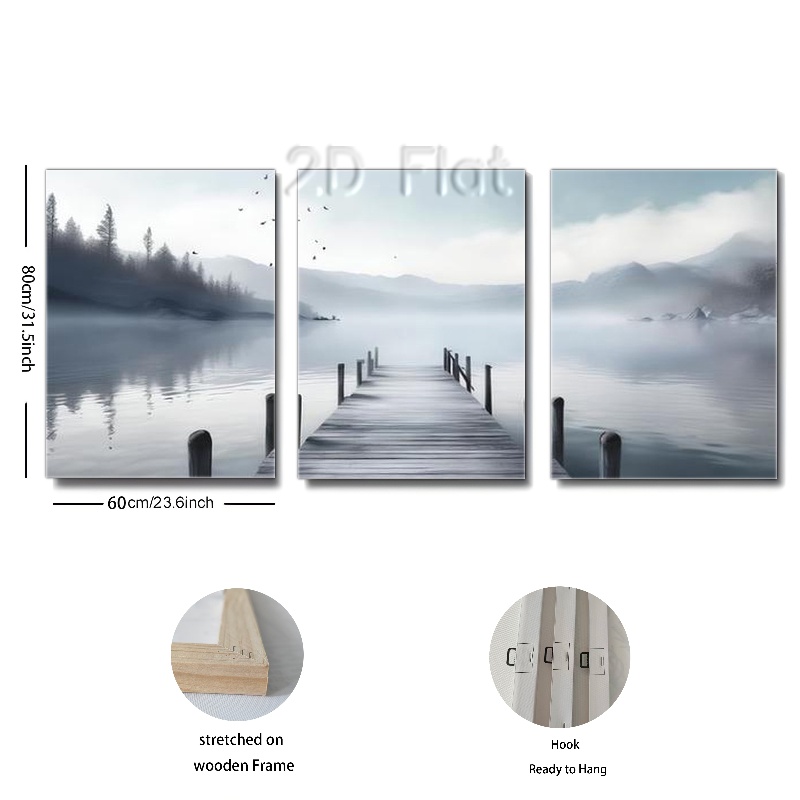 2D Flat
80cm/31.5inch
60cm/23.6inch
stretched on
wooden Frame
Hook
Ready to Hang